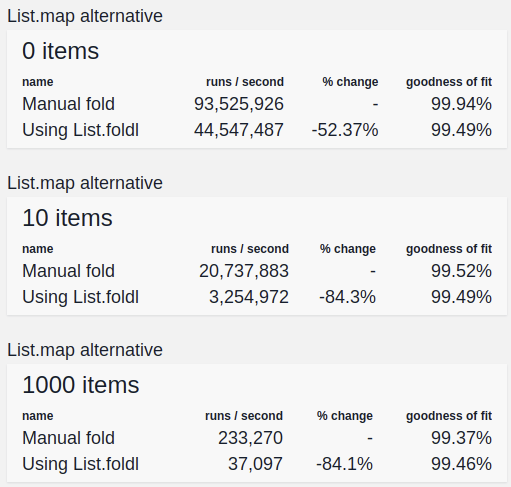 List.map alternative
0 items
name runs / second % change goodness of fit
Manual fold 93,525,926 - 99.94%
Using List.foldl 44,547,487 -52.37% 99.49%
List.map alternative
10 items
name runs / second % change goodness of fit
Manual fold 20,737,883 - 99.52%
Using List.foldl 3,254,972 -84.3% 99.49%
List.map alternative
1000 items
name runs / second % change goodness of fit
Manual fold 233,270 - 99.37%
Using List.foldl 37,097 -84.1% 99.46%